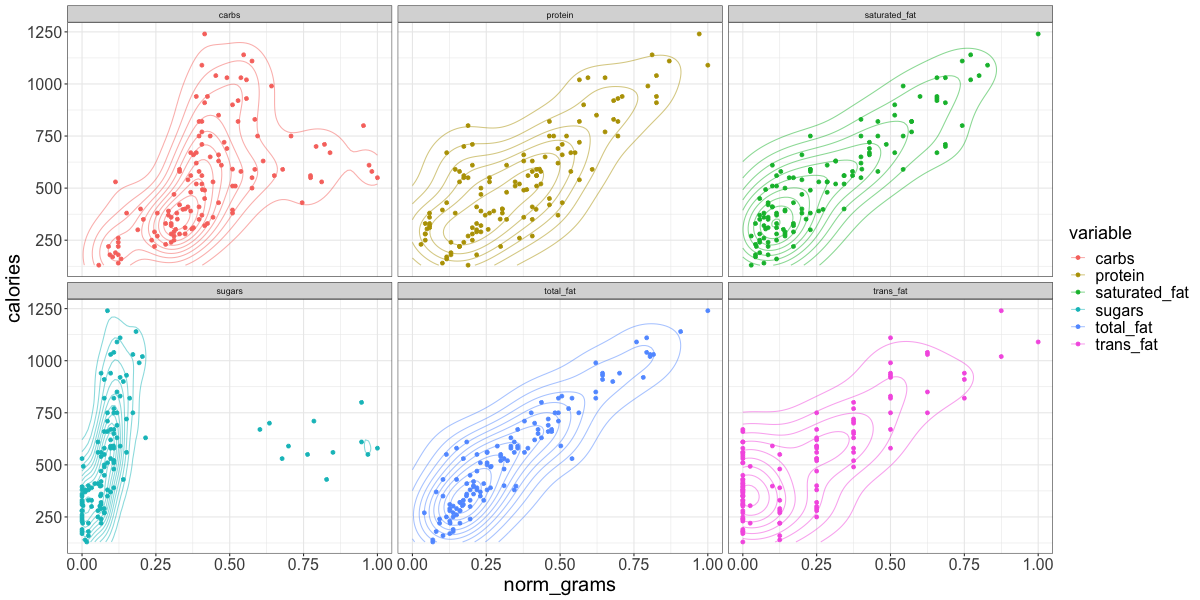 carbs protein saturated_fat
1250
1000
750
500
250
sugars total_fat trans_fat
1250
1000
750
500
250
0.00 0.25 0.50 0.75 1.00 0.00 0.25 0.50 0.75 1.00 0.00 0.25 0.50 0.75 1.00
norm_grams
calories
variable
carbs
protein
saturated_fat
sugars
total_fat
trans_fat